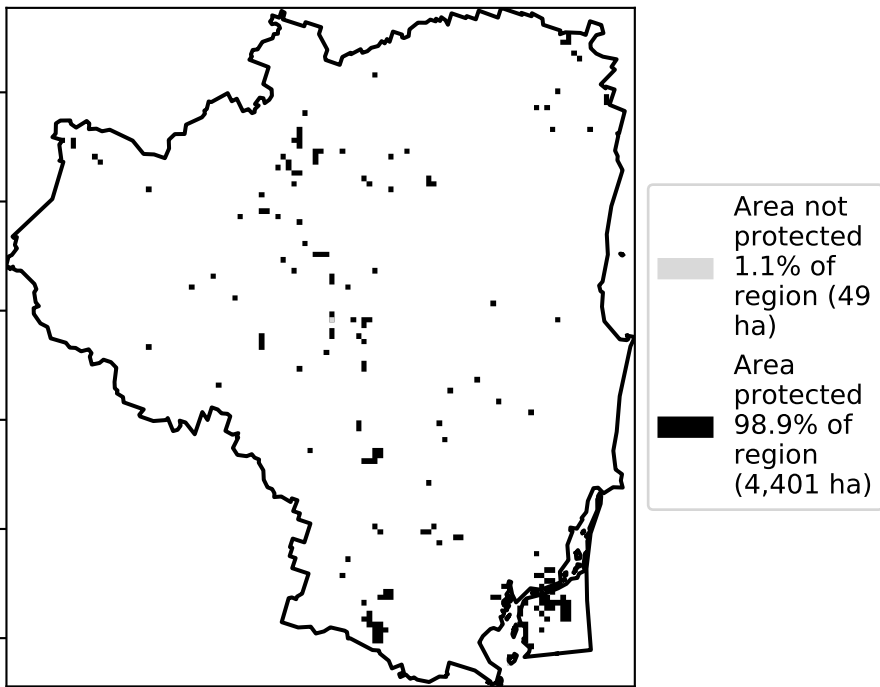 Area not
protected
1.1% of
region (49
ha)
Area
protected
98.9% of
region
(4,401 ha)